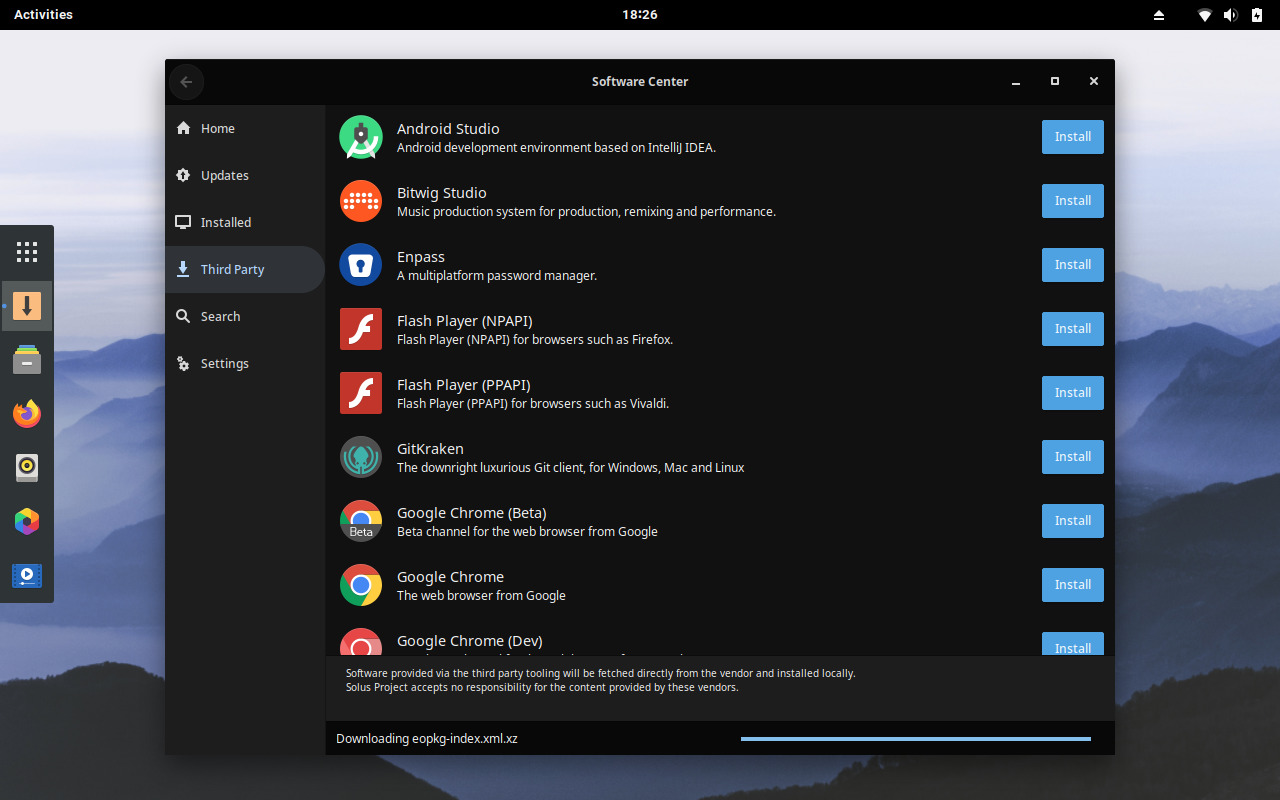 Activities
18:26
Software Center
Home
Updates
Installed
Third Party
Search
Settings
Android Studio
Android development environment based on IntelliJ IDEA.
Install
Bitwig Studio
Music production system for production, remixing and performance.
Install
Enpass
A multiplatform password manager.
Install
Flash Player (NPAPI)
Flash Player (NPAPI) for browsers such as Firefox.
Install
Flash Player (PPAPI)
Flash Player (PPAPI) for browsers such as Vivaldi.
Install
GitKraken
The downright luxurious Git client, for Windows, Mac and Linux
Install
Beta
Google Chrome (Beta)
Beta channel for the web browser from Google
Install
Google Chrome
The web browser from Google
Install
Google Chrome (Dev)
Install
Software provided via the third party tooling will be fetched directly from the vendor and installed locally.
Solus Project accepts no responsibility for the content provided by these vendors.
Downloading eopkg-index.xml.xz